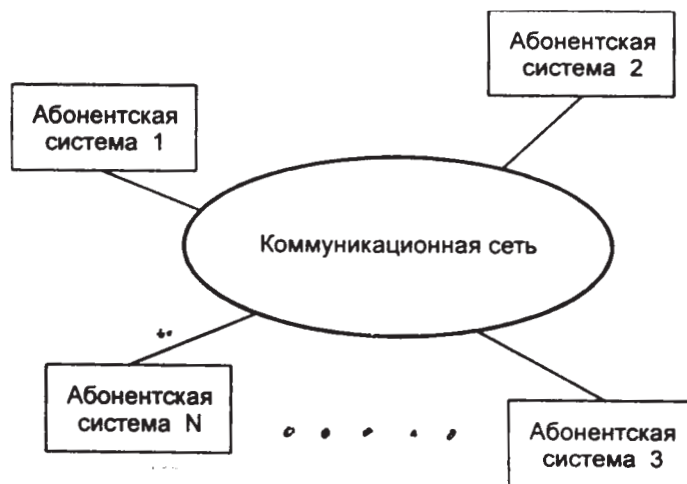 Абонентская
система 1
Абонентская
система 2
Коммуникационная сеть
Абонентская
система N
Абонентская
система 3